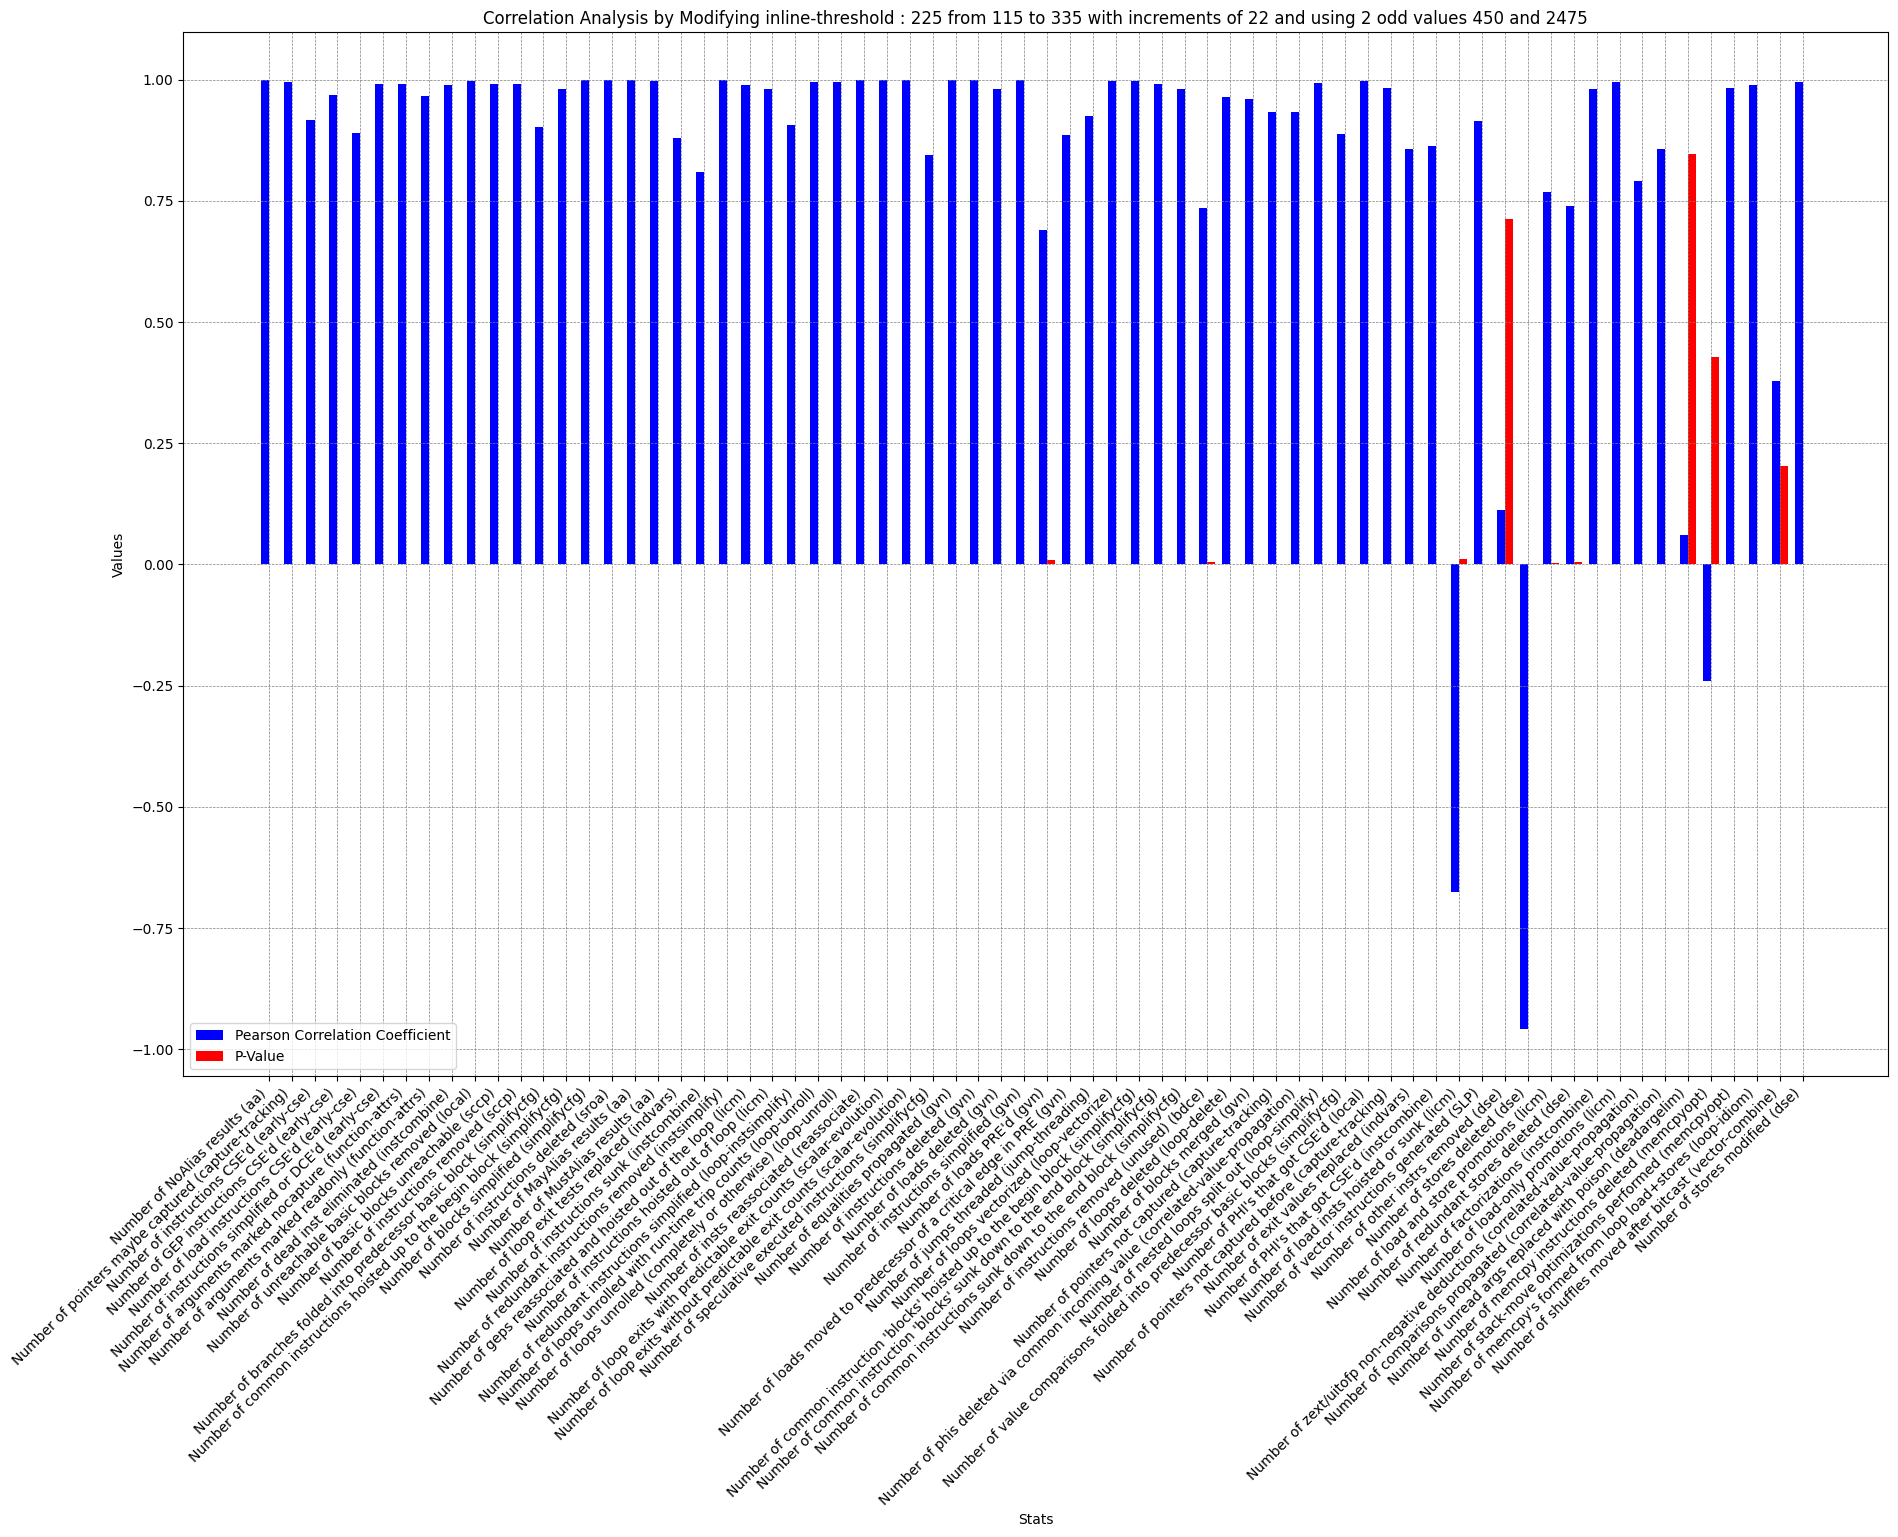 Correlation Analysis by Modifying inline-threshold : 225 from 115 to 335 with increments of 22 and using 2 odd values 450 and 2475
Values
1.00
0.75
0.50
0.25
0.00
−0.25
−0.50
−0.75
−1.00
Pearson Correlation Coefficient
P-Value
Number of NoAlias results (aa)
Number of pointers maybe captured (capture-tracking)
Number of instructions CSE'd (early-cse)
Number of GEP instructions CSE'd (early-cse)
Number of load instructions CSE'd (early-cse)
Number of instructions simplified or DCE'd (early-cse)
Number of arguments marked nocapture (function-attrs)
Number of arguments marked readonly (function-attrs)
Number of dead inst eliminated (instcombine)
Number of unreachable basic blocks removed (local)
Number of basic blocks unreachable (sccp)
Number of instructions removed (sccp)
Number of branches folded into predecessor basic block (simplifycfg)
Number of common instructions hoisted up to the begin block (simplifycfg)
Number of blocks simplified (simplifycfg)
Number of instructions deleted (sroa)
Number of MayAlias results (aa)
Number of MustAlias results (aa)
Number of loop exit tests replaced (indvars)
Number of instructions sunk (instcombine)
Number of redundant instructions removed (instsimplify)
Number of geps reassociated and hoisted out of the loop (licm)
Number of instructions hoisted out of loop (licm)
Number of redundant instructions simplified (loop-instsimplify)
Number of loops unrolled with run-time trip counts (loop-unroll)
Number of loops unrolled (completely or otherwise) (loop-unroll)
Number of insts reassociated (reassociate)
Number of loop exits with predictable exit counts (scalar-evolution)
Number of loop exits without predictable exit counts (scalar-evolution)
Number of speculative executed instructions (simplifycfg)
Number of equalities propagated (gvn)
Number of instructions deleted (gvn)
Number of loads deleted (gvn)
Number of instructions simplified (gvn)
Number of loads PRE'd (gvn)
Number of loads moved to predecessor of a critical edge in PRE (gvn)
Number of jumps threaded (jump-threading)
Number of loops vectorized (loop-vectorize)
Number of common instruction 'blocks' hoisted up to the begin block (simplifycfg)
Number of common instruction 'blocks' sunk down to the end block (simplifycfg)
Number of common instructions sunk down to the end block (simplifycfg)
Number of instructions removed (unused) (bdce)
Number of loops deleted (loop-delete)
Number of blocks merged (gvn)
Number of pointers not captured (capture-tracking)
Number of phis deleted via common incoming value (correlated-value-propagation)
Number of nested loops split out (loop-simplify)
Number of value comparisons folded into predecessor basic blocks (simplifycfg)
Number of PHI's that got CSE'd (local)
Number of pointers not captured before (capture-tracking)
Number of exit values replaced (indvars)
Number of PHI's that got CSE'd (instcombine)
Number of load insts hoisted or sunk (licm)
Number of vector instructions generated (SLP)
Number of other instrs removed (dse)
Number of stores deleted (dse)
Number of load and store promotions (licm)
Number of redundant stores deleted (dse)
Number of factorizations (instcombine)
Number of load-only promotions (licm)
Number of zext/uitofp non-negative deductions (correlated-value-propagation)
Number of comparisons propagated (correlated-value-propagation)
Number of unread args replaced with poison (deadargelim)
Number of memcpy instructions deleted (memcpyopt)
Number of stack-move optimizations performed (memcpyopt)
Number of memcpy's formed from loop load+stores (loop-idiom)
Number of shuffles moved after bitcast (vector-combine)
Number of stores modified (dse)
Stats